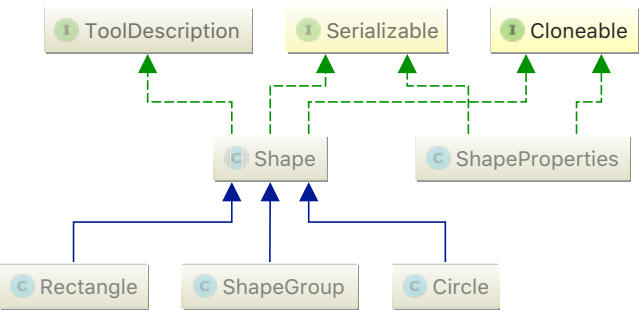 I ToolDescription
I Serializable
I Cloneable
C Shape
C ShapeProperties
C Rectangle
C ShapeGroup
C Circle